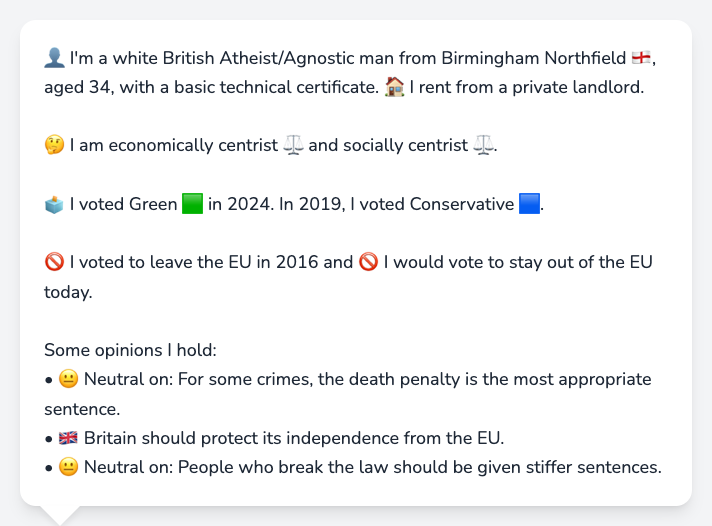 👤 I'm a white British Atheist/Agnostic man from Birmingham Northfield 🏴󠁧󠁢󠁥󠁮󠁧󠁿,
aged 34, with a basic technical certificate. 🏠 I rent from a private landlord.
🤔 I am economically centrist ⚖️ and socially centrist ⚖️.
🗳️ I voted Green 🟩 in 2024. In 2019, I voted Conservative 🟦.
🚫 I voted to leave the EU in 2016 and 🚫 I would vote to stay out of the EU
today.
Some opinions I hold:
• 😐 Neutral on: For some crimes, the death penalty is the most appropriate
sentence.
• 🇬🇧 Britain should protect its independence from the EU.
• 😐 Neutral on: People who break the law should be given stiffer sentences.